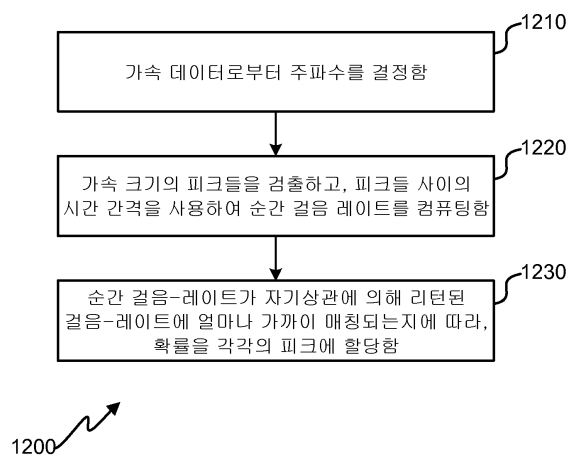 1210
가속 데이터로부터 주파수를 결정함
1220
가속 크기의 피크들을 검출하고, 피크들 사이의
시간 간격을 사용하여 순간 걸음 레이트를 컴퓨팅함
1230
순간 걸음-레이트가 자기상관에 의해 리턴된
걸음-레이트에 얼마나 가까이 매칭되는지에 따라,
확률을 각각의 피크에 할당함
1200